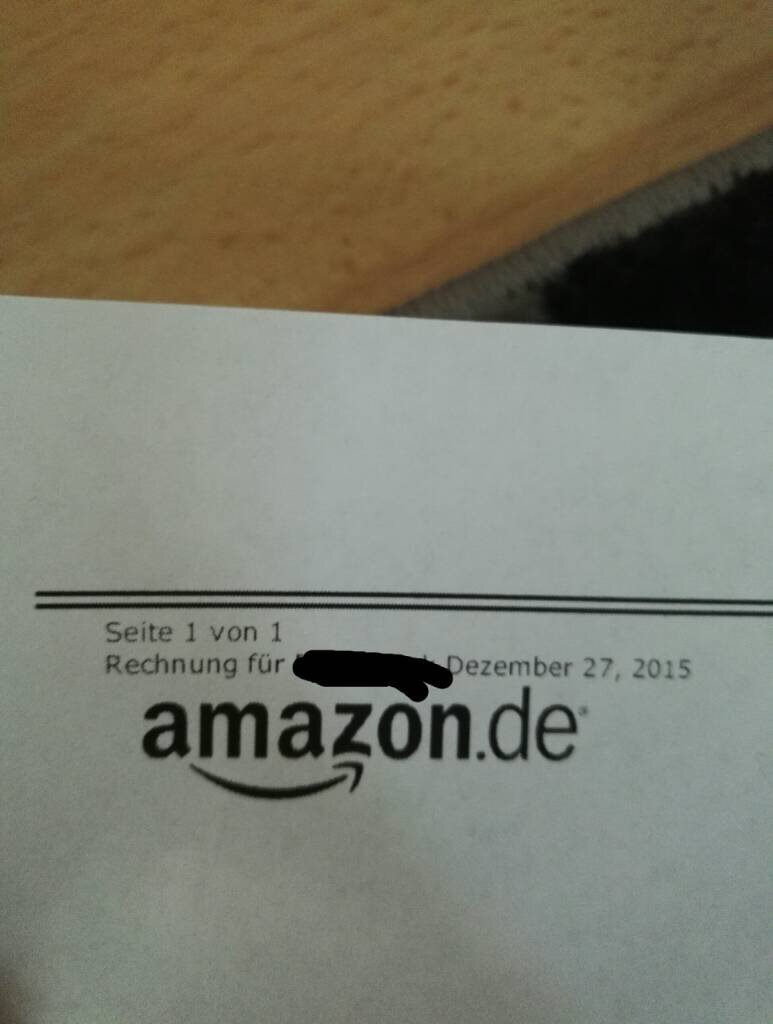 Seite 1 von 1
Rechnung für Dezember 27, 2015
amazon.de